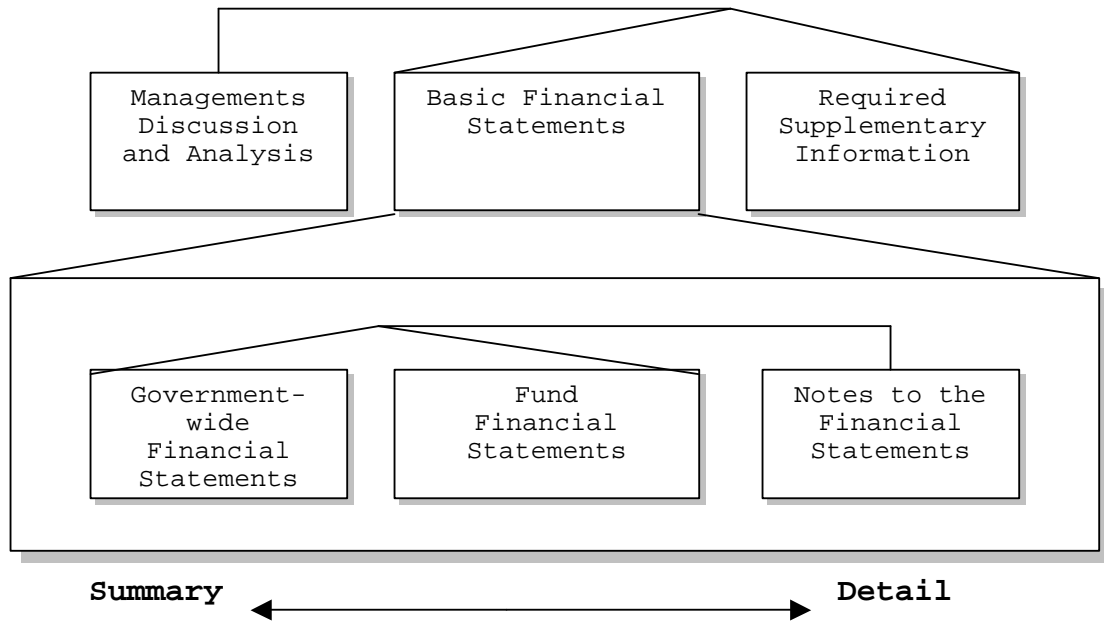 Managements
Discussion
and Analysis
Basic Financial
Statements
Required
Supplementary
Information
Government-
wide
Financial
Statements
Fund
Financial
Statements
Notes to the
Financial
Statements
Summary
Detail